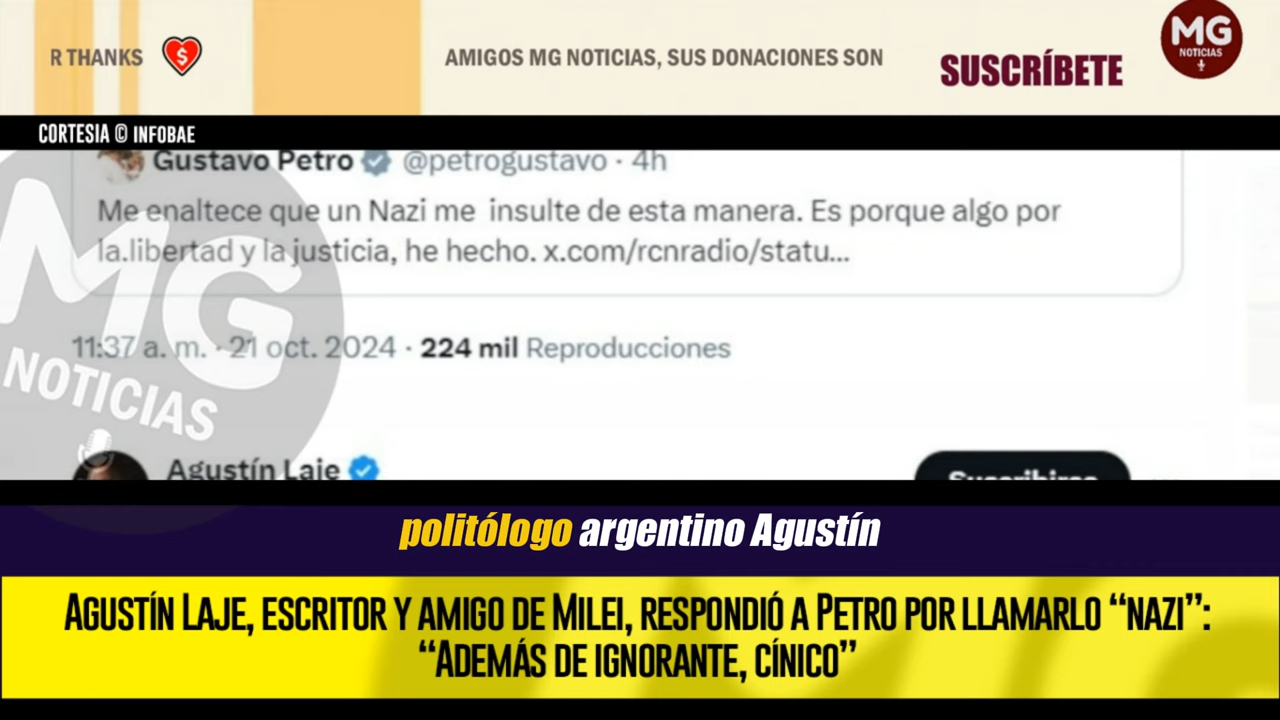 R THANKS
AMIGOS MG NOTICIAS, SUS DONACIONES SON
SUSCRÍBETE
MG
NOTICIAS
CORTESIA © INFOBAE
Gustavo Petro @petrogustavo · 4h
Me enaltece que un Nazi me insulte de esta manera. Es porque algo por
la.libertad y la justicia, he hecho. x.com/rcnradio/statu...
11:37 a. m. · 21 oct. 2024 · 224 mil Reproducciones
MG
NOTICIAS
Agustín Laje
Suscribirse
politólogo argentino Agustín
AGUSTÍN LAJE, ESCRITOR Y AMIGO DE MILEI, RESPONDIÓ A PETRO POR LLAMARLO “NAZI”:
“ADEMÁS DE IGNORANTE, CÍNICO”